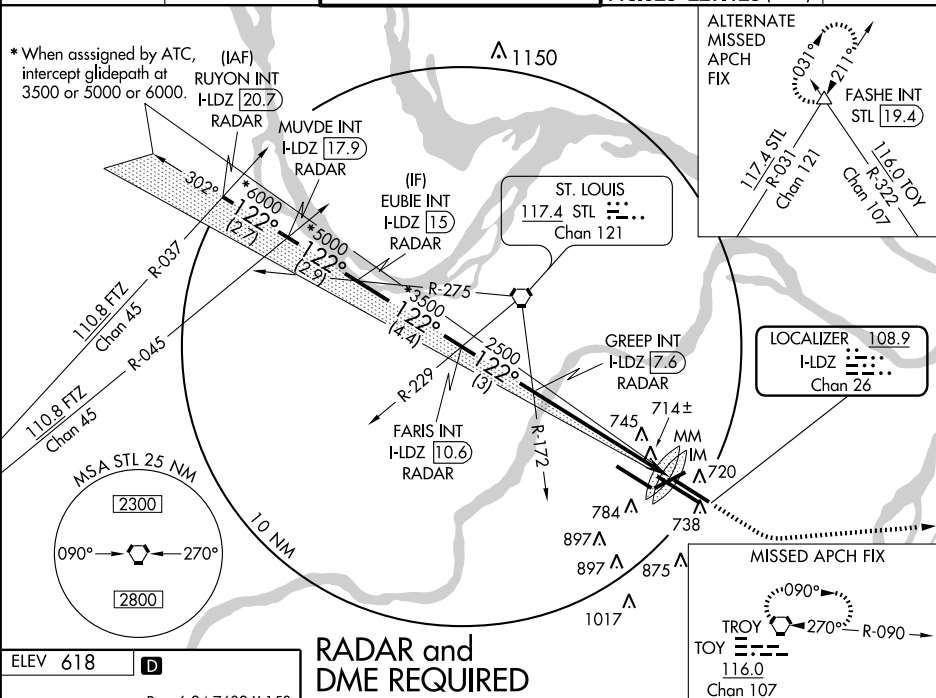 * When asssigned by ATC,
intercept glidepath at
3500 or 5000 or 6000.
(IAF)
RUYON INT
I-LDZ 20.7
RADAR
MUVDE INT
I-LDZ 17.9
RADAR
(IF)
EUBIE INT
I-LDZ 15
RADAR
1150
ALTERNATE
MISSED
APCH
FIX
031°
211°
FASHE INT
STL 19.4
117.4 STL
R-031
Chan 121
116.0 TOY
R-322
Chan 107
ST. LOUIS
117.4 STL
Chan 121
302°
*6000
122°
(2.7)
*5000
122°
(2.9)
*3500
122°
(4.4)
2500
122°
(3)
R-037
110.8 FTZ
Chan 45
R-045
110.8 FTZ
Chan 45
R-275
R-229
R-172
GREEP INT
I-LDZ 7.6
RADAR
LOCALIZER 108.9
I-LDZ
Chan 26
FARIS INT
I-LDZ 10.6
RADAR
745
714±
MM
IM
720
784
738
897
897
875
1017
10 NM
MSA STL 25 NM
2300
090°
270°
2800
MISSED APCH FIX
090°
TROY
270°
R-090
TOY
116.0
Chan 107
RADAR and
DME REQUIRED
ELEV 618
D